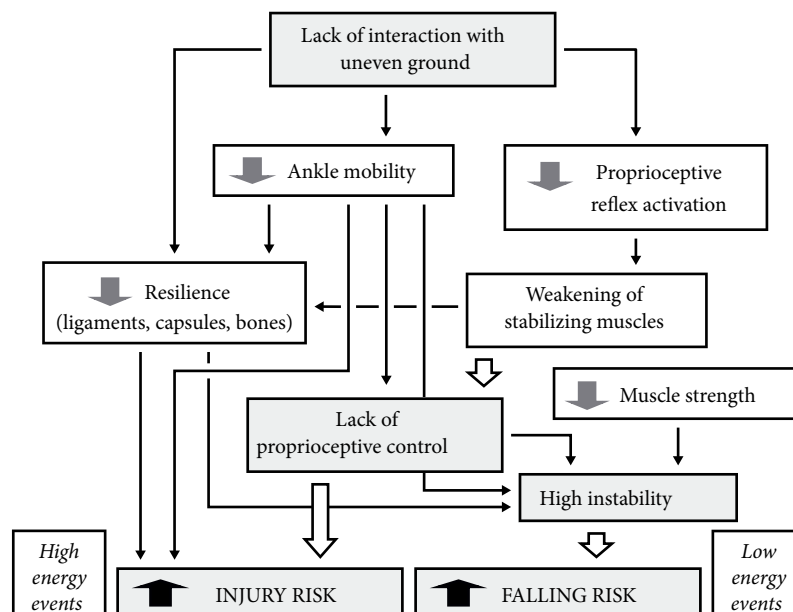 Lack of interaction with
uneven ground
Ankle mobility
Proprioceptive
reflex activation
Resilience
(ligaments, capsules, bones)
Weakening of
stabilizing muscles
Muscle strength
Lack of
proprioceptive control
High instability
High
energy
events
INJURY RISK
FALLING RISK
Low
energy
events